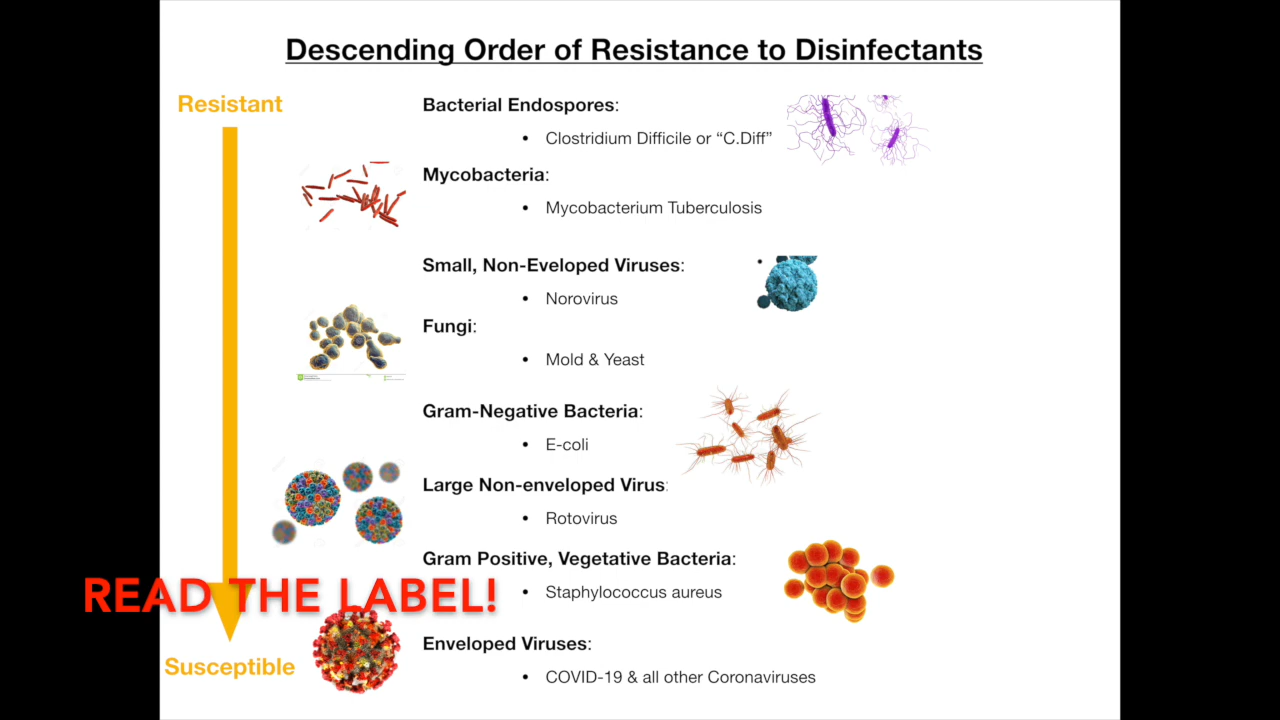 Descending Order of Resistance to Disinfectants
Resistant
Bacterial Endospores:
• Clostridium Difficile or “C.Diff”
Mycobacteria:
• Mycobacterium Tuberculosis
Small, Non-Eveloped Viruses:
• Norovirus
Fungi:
• Mold & Yeast
Gram-Negative Bacteria:
• E-coli
Large Non-enveloped Virus:
• Rotovirus
Gram Positive, Vegetative Bacteria:
READ THE LABEL!
• Staphylococcus aureus
Enveloped Viruses:
Susceptible
• COVID-19 & all other Coronaviruses